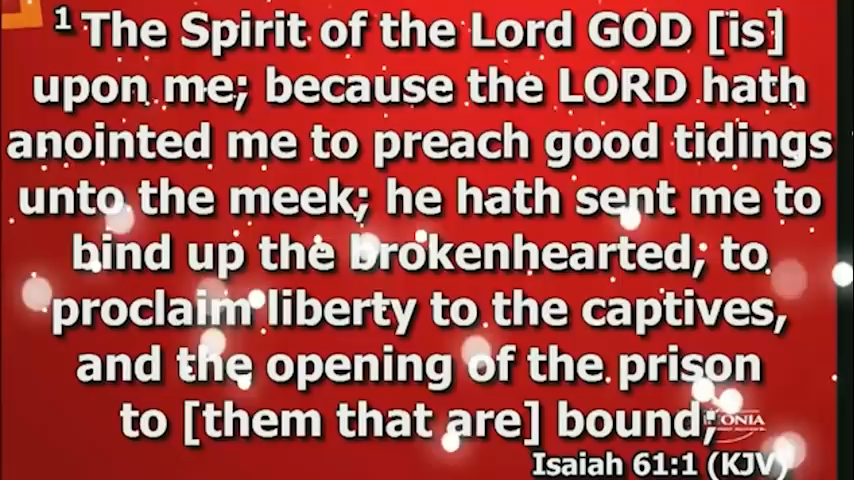 1 The Spirit of the Lord GOD [is]
upon me; because the LORD hath
anointed me to preach good tidings
unto the meek; he hath sent me to
bind up the brokenhearted; to
proclaim liberty to the captives,
and the opening of the prison
to [them that are] bound;
Isaiah 61:1 (KJV)